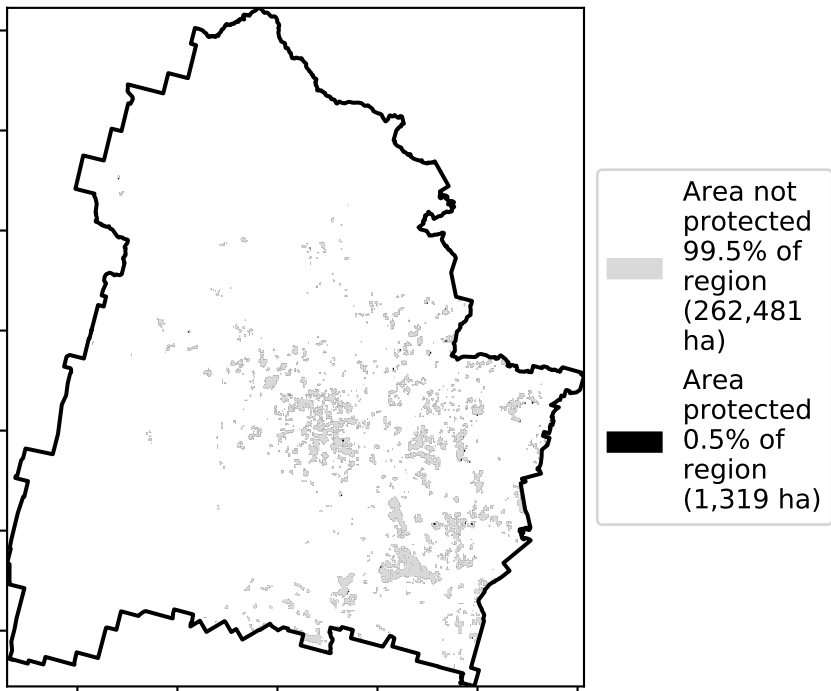 Area not
protected
99.5% of
region
(262,481
ha)
Area
protected
0.5% of
region
(1,319 ha)